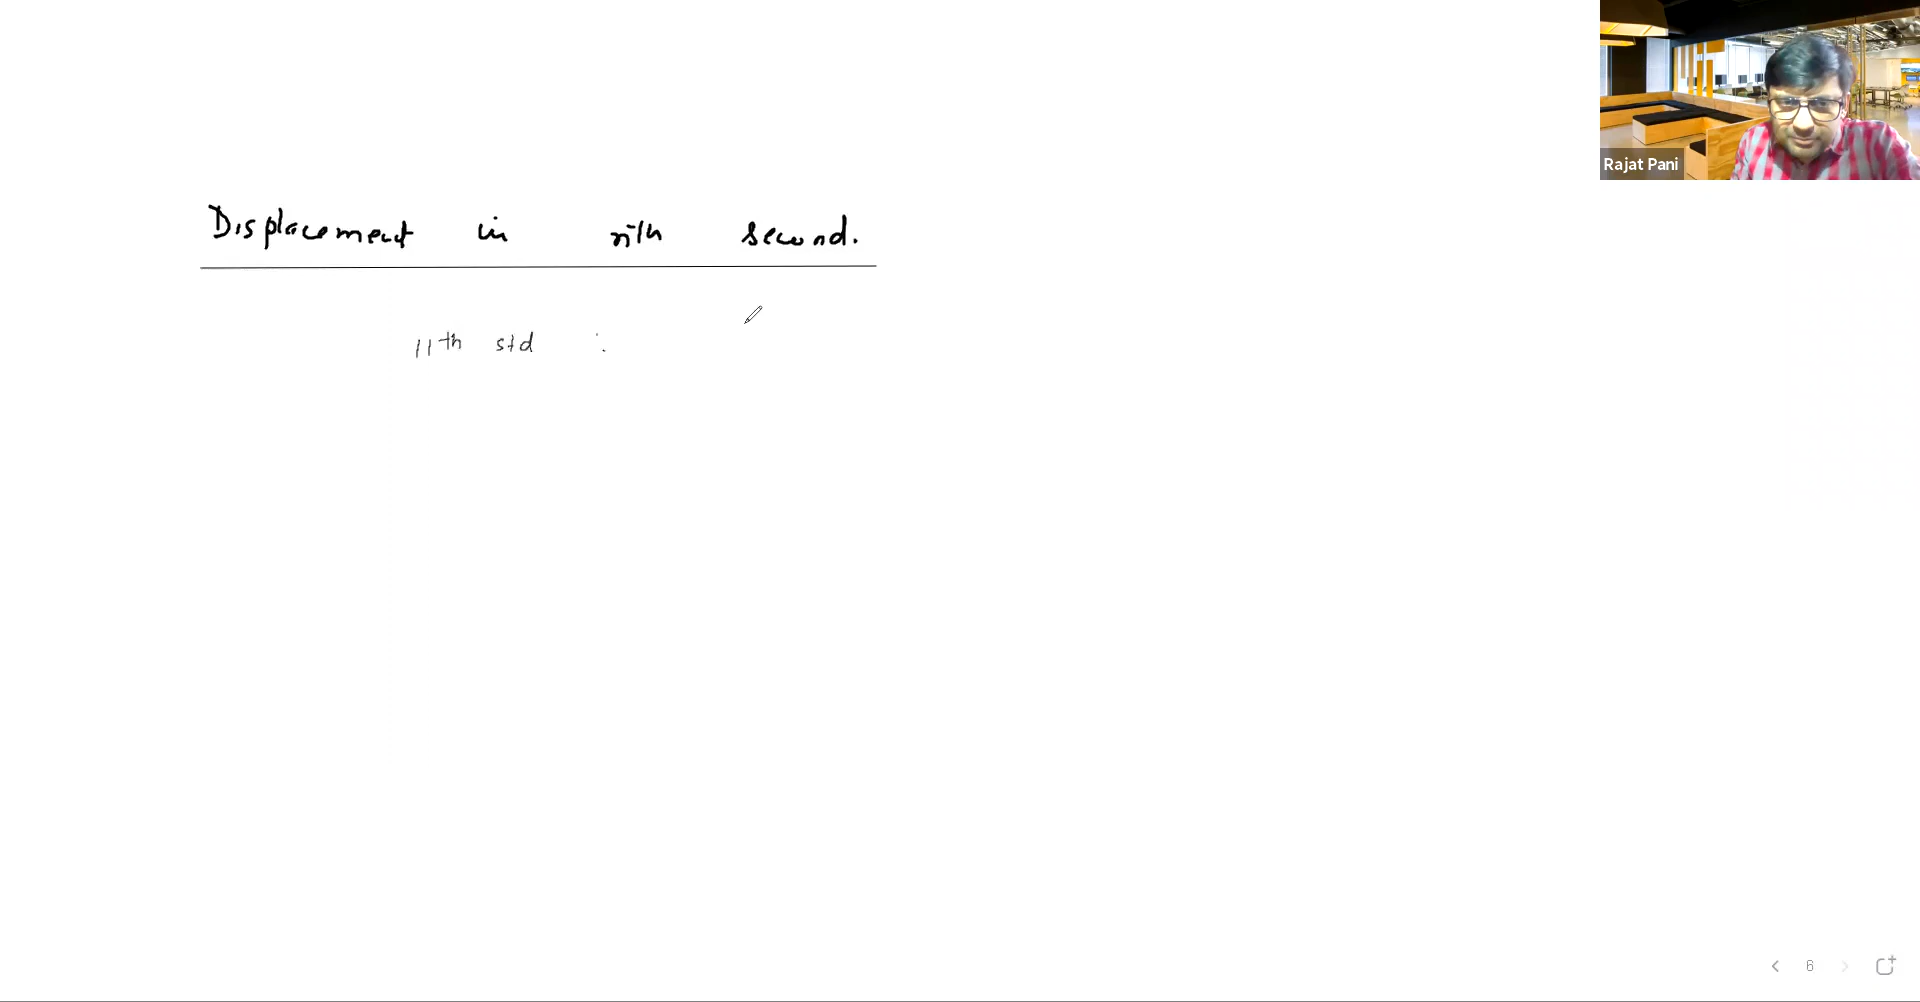 Rajat Pani
Displacement in nth second.
11th std :
6